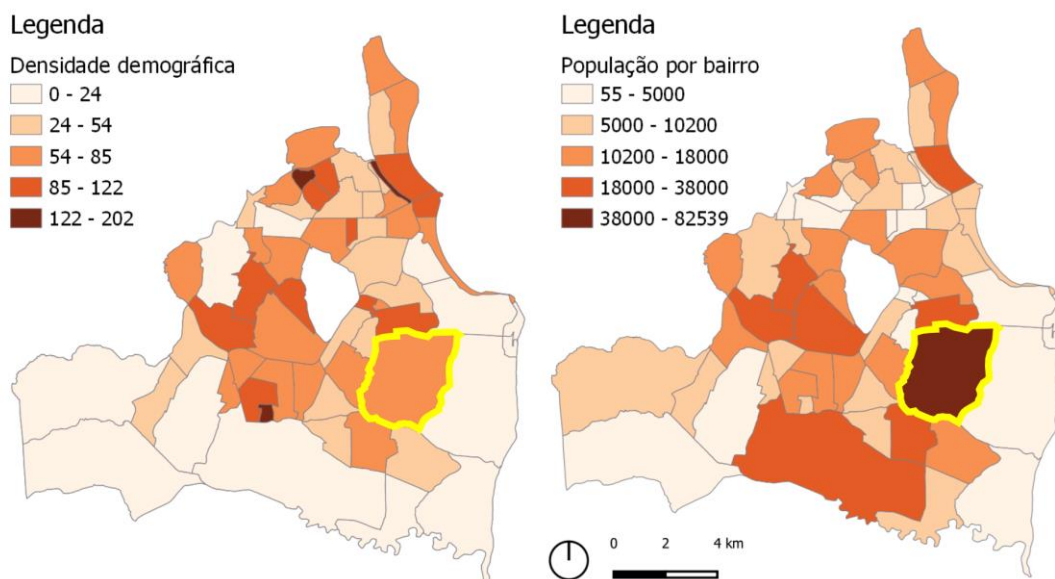 Legenda
Densidade demográfica
0 - 24
24 - 54
54 - 85
85 - 122
122 - 202
Legenda
População por bairro
55 - 5000
5000 - 10200
10200 - 18000
18000 - 38000
38000 - 82539
0 2 4 km